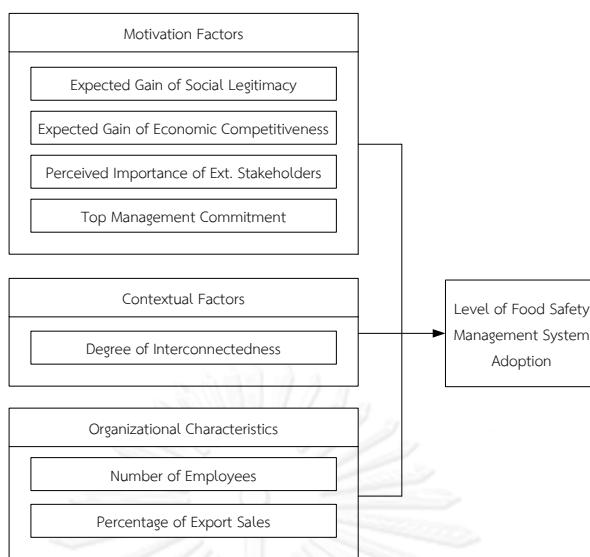 Motivation Factors
Expected Gain of Social Legitimacy
Expected Gain of Economic Competitiveness
Perceived Importance of Ext. Stakeholders
Top Management Commitment
Contextual Factors
Degree of Interconnectedness
Organizational Characteristics
Number of Employees
Percentage of Export Sales
Level of Food Safety
Management System
Adoption